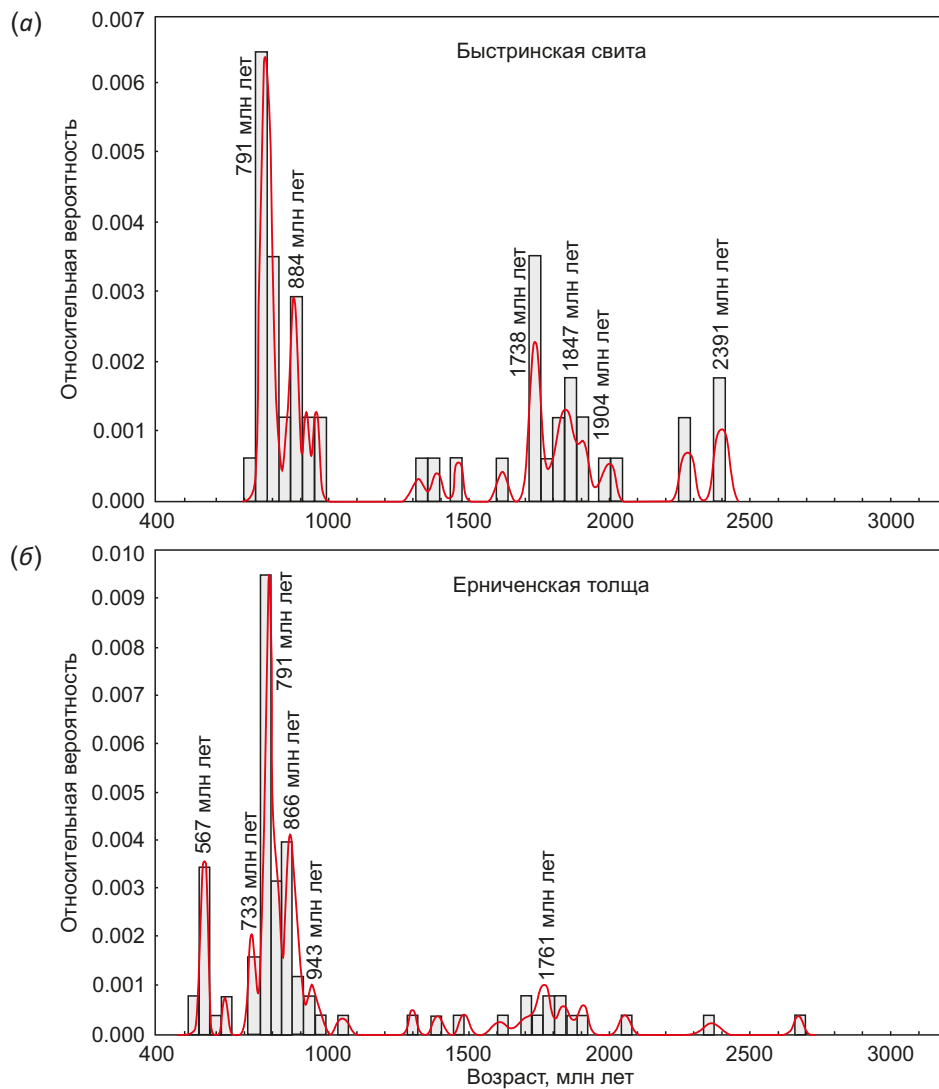 (а)
Быстринская свита
Относительная вероятность
0.007
0.006
0.005
0.004
0.003
0.002
0.001
0.000
791 млн лет
884 млн лет
1738 млн лет
1847 млн лет
1904 млн лет
2391 млн лет
400 1000 1500 2000 2500 3000
(б)
Ерниченская толща
Относительная вероятность
0.010
0.009
0.008
0.007
0.006
0.005
0.004
0.003
0.002
0.001
0.000
567 млн лет
733 млн лет
791 млн лет
866 млн лет
943 млн лет
1761 млн лет
400 1000 1500 2000 2500 3000
Возраст, млн лет